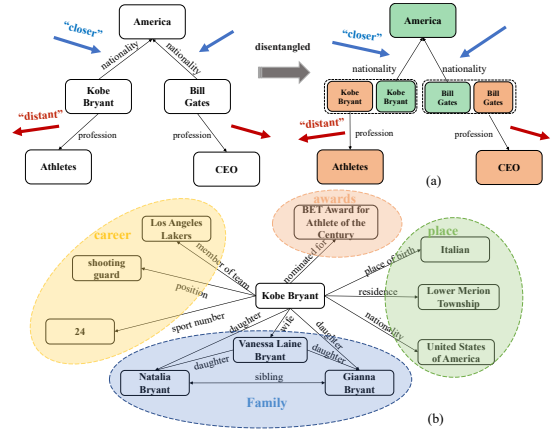 America
America
"closer"
"closer"
disentangled
nationality
nationality
nationality
nationality
Kobe
Bryant
Bill
Gates
Kobe
Bryant
Kobe
Bryant
Bill
Gates
Bill
Gates
"distant"
"distant"
profession
profession
profession
profession
Athletes
CEO
Athletes
CEO
(a)
career
awards
place
Los Angeles
Lakers
BET Award for
Athlete of the
Century
Italian
shooting
guard
member of team
nominated for
place of birth
position
Kobe Bryant
residence
Lower Merion
Township
24
sport number
nationality
daughter
wife
daughter
United States
of America
Vanessa Laine
Bryant
daughter
daughter
Natalia
Bryant
sibling
Gianna
Bryant
Family
(b)